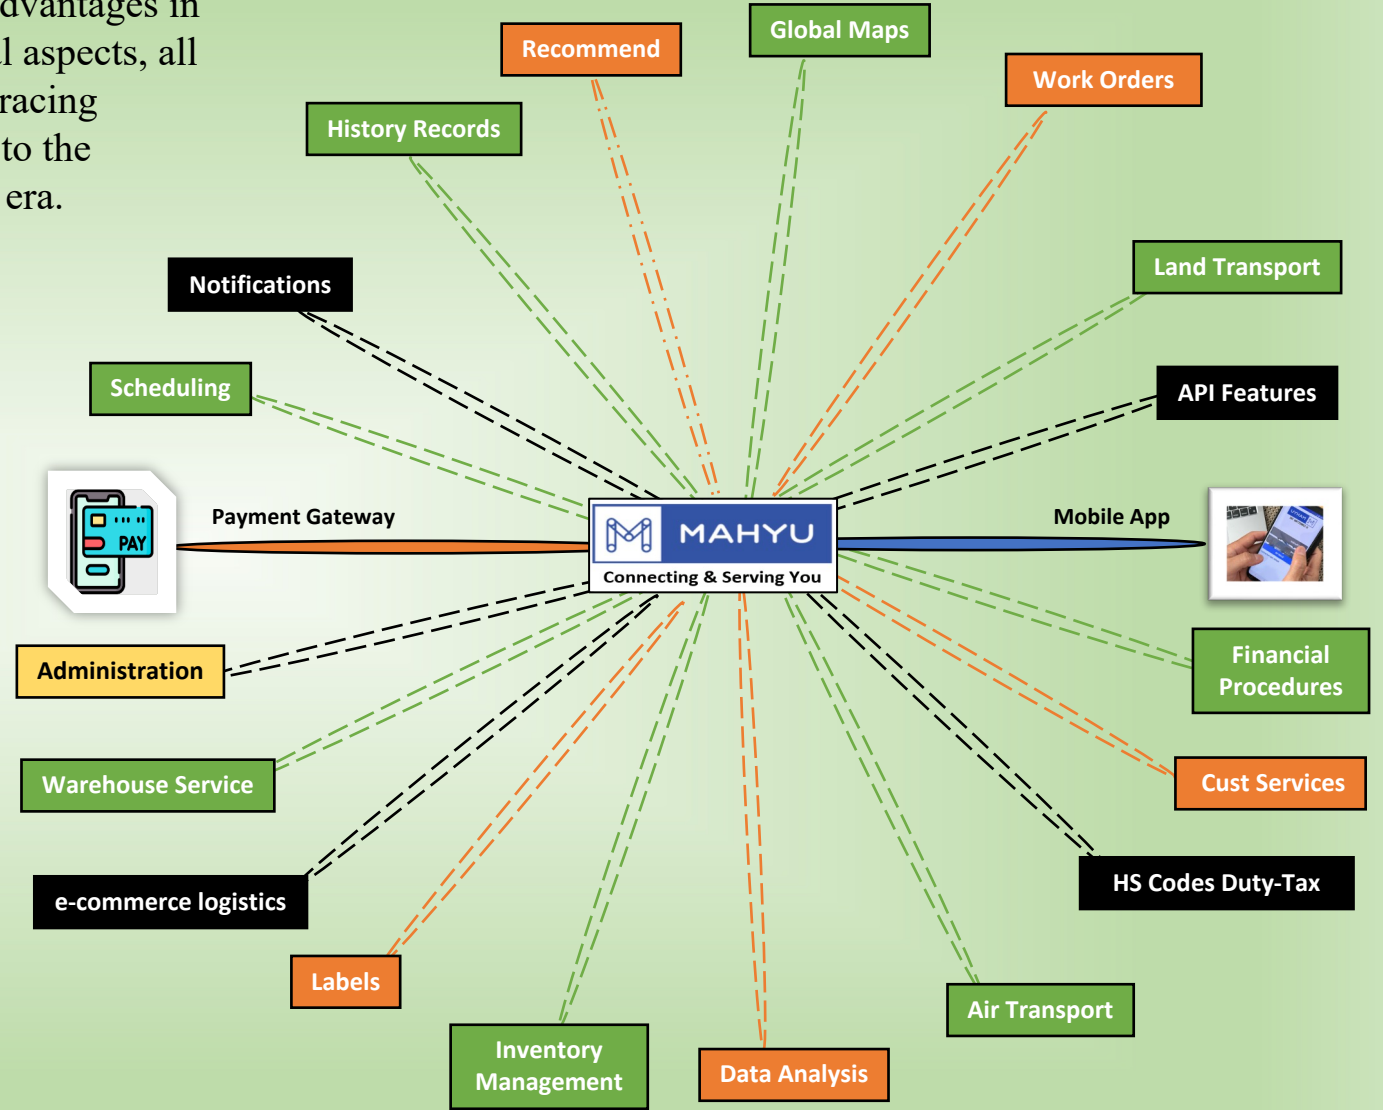 dvantages in
l aspects, all
racing
to the
era.
Global Maps
Recommend
Work Orders
History Records
Land Transport
Notifications
Scheduling
API Features
Payment Gateway
Mobile App
PAY
MAHYU
Connecting & Serving You
Financial
Procedures
Administration
Warehouse Service
Cust Services
HS Codes Duty-Tax
e-commerce logistics
Labels
Air Transport
Inventory
Management
Data Analysis